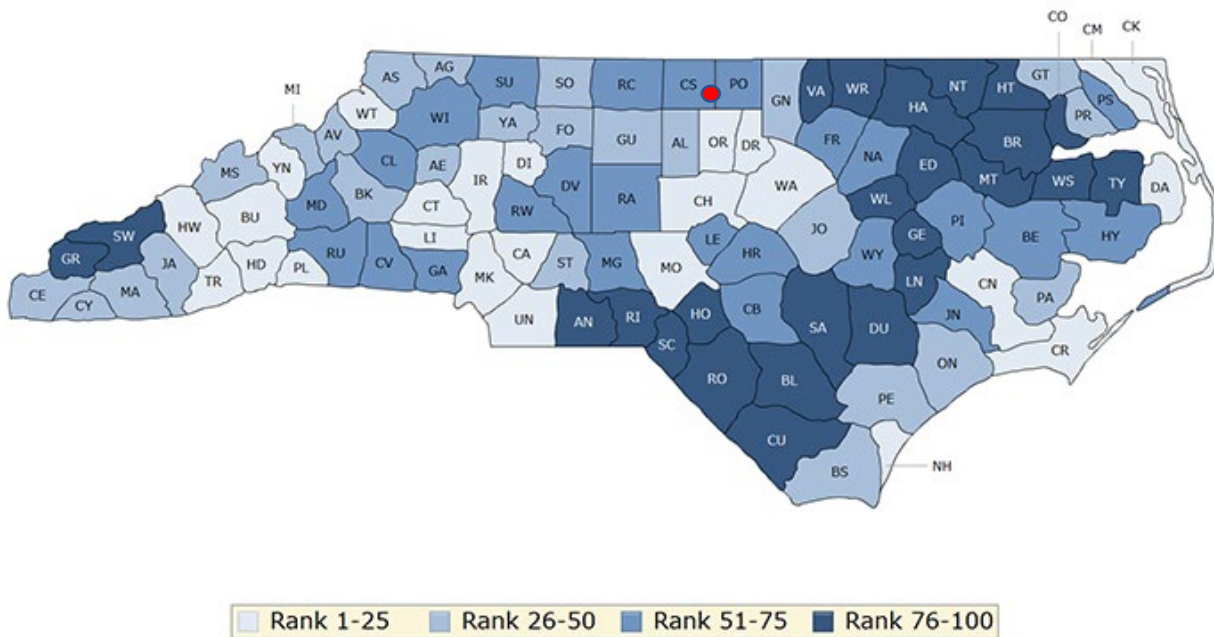 CO
CM
CK
MI
AS
AG
SU
SO
RC
CS
PO
GN
VA
WR
HA
NT
HT
GT
PS
PR
WT
WI
YA
FO
GU
AL
OR
DR
FR
NA
BR
AV
CL
AE
DI
MS
YN
BK
IR
DV
RA
CH
WA
ED
MT
WS
TY
DA
MD
CT
RW
WL
SW
HW
BU
LI
LE
HR
JO
WY
GE
PI
BE
HY
GR
JA
TR
HD
PL
RU
CV
GA
MK
CA
ST
MG
MO
LN
CN
PA
CE
CY
MA
UN
AN
RI
HO
CB
SA
DU
JN
SC
CR
RO
BL
ON
PE
CU
BS
NH
Rank 1-25 Rank 26-50 Rank 51-75 Rank 76-100